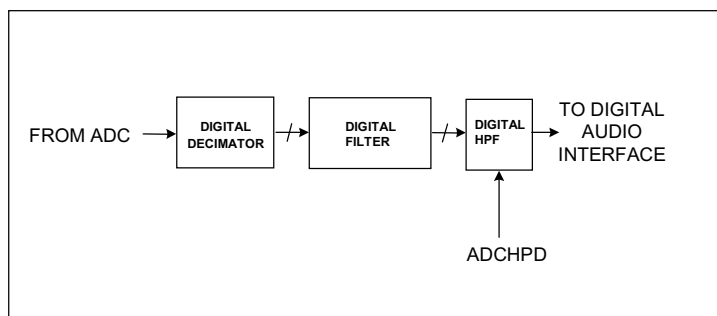 FROM ADC
DIGITAL
DECIMATOR
DIGITAL
FILTER
DIGITAL
HPF
TO DIGITAL
AUDIO
INTERFACE
ADCHPD